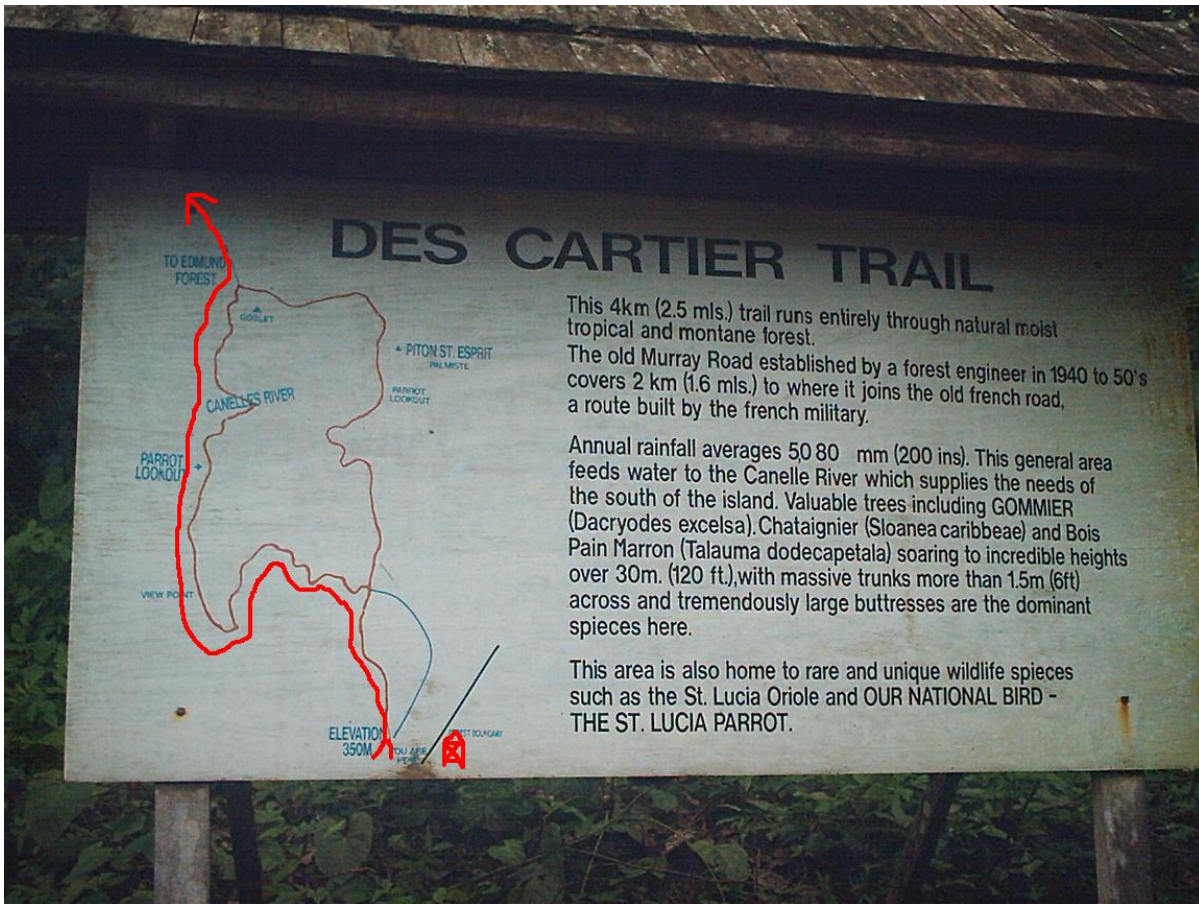 DES CARTIER TRAIL
TO EDMUND
FOREST
GOBLET
PITON ST. ESPRIT
PALMISTE
PARROT
LOOKOUT
CANELLES RIVER
PARROT
LOOKOUT
VIEW POINT
ELEVATION
350M
YOU ARE
HERE
BOUNDARY
This 4km (2.5 mls.) trail runs entirely through natural moist
tropical and montane forest.
The old Murray Road established by a forest engineer in 1940 to 50's
covers 2 km (1.6 mls.) to where it joins the old french road,
a route built by the french military.
Annual rainfall averages 5,080 mm (200 ins). This general area
feeds water to the Canelle River which supplies the needs of
the south of the island. Valuable trees including GOMMIER
(Dacryodes excelsa), Chataignier (Sloanea caribbeae) and Bois
Pain Marron (Talauma dodecapetala) soaring to incredible heights
over 30m. (120 ft.),with massive trunks more than 1.5m (6ft)
across and tremendously large buttresses are the dominant
spieces here.
This area is also home to rare and unique wildlife spieces
such as the St. Lucia Oriole and OUR NATIONAL BIRD -
THE ST. LUCIA PARROT.